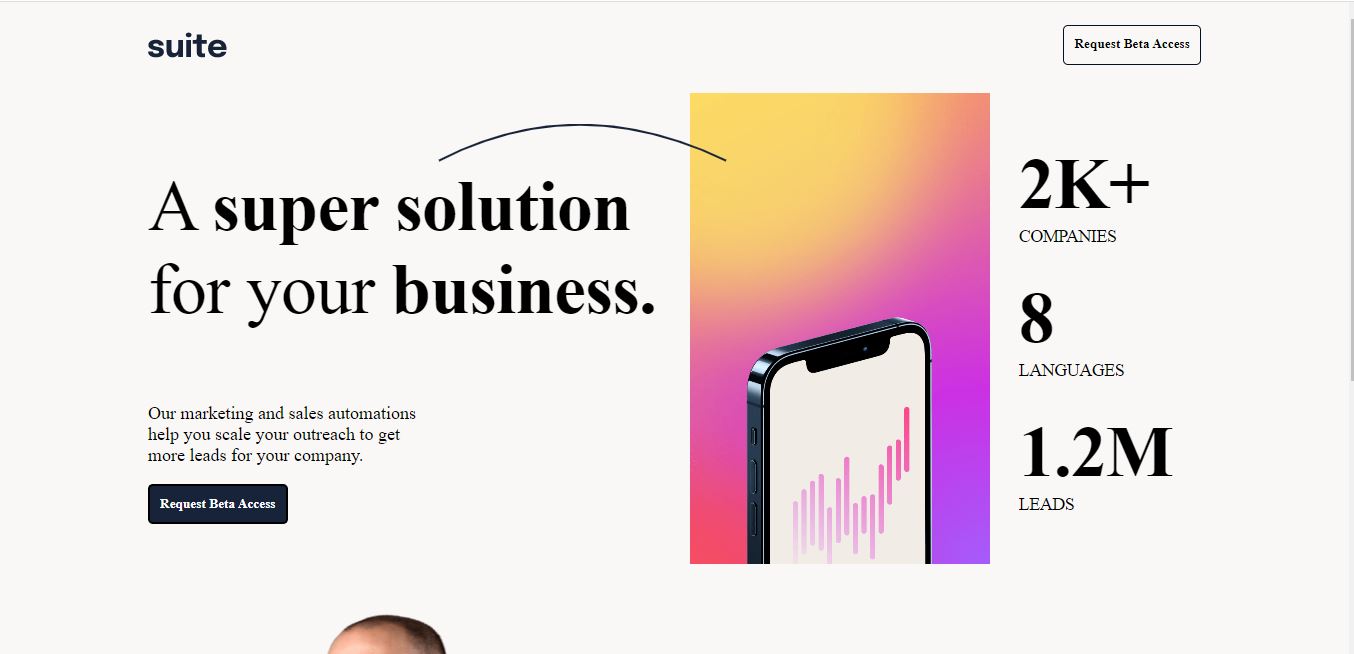 suite
Request Beta Access
A super solution
for your business.
Our marketing and sales automations
help you scale your outreach to get
more leads for your company.
Request Beta Access
2K+
COMPANIES
8
LANGUAGES
1.2M
LEADS